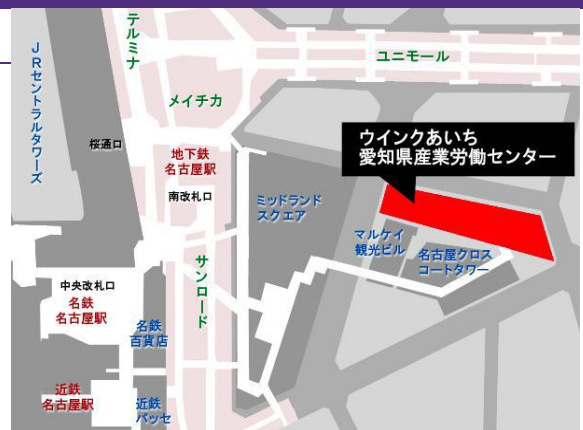 テルミナ
JRセントラルタワーズ
ユニモール
メイチカ
桜通口
地下鉄
名古屋駅
南改札口
ウインクあいち
愛知県産業労働センター
ミッドランド
スクエア
マルケイ
観光ビル
名古屋クロス
コートタワー
サンロード
中央改札口
名鉄
名古屋駅
名鉄
百貨店
近鉄
名古屋駅
近鉄
パッセ